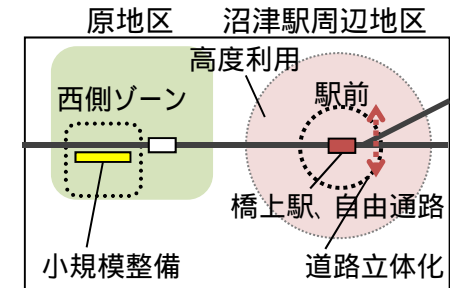 原地区 沼津駅周辺地区
高度利用
西側ゾーン 駅前
橋上駅、自由通路
小規模整備 道路立体化